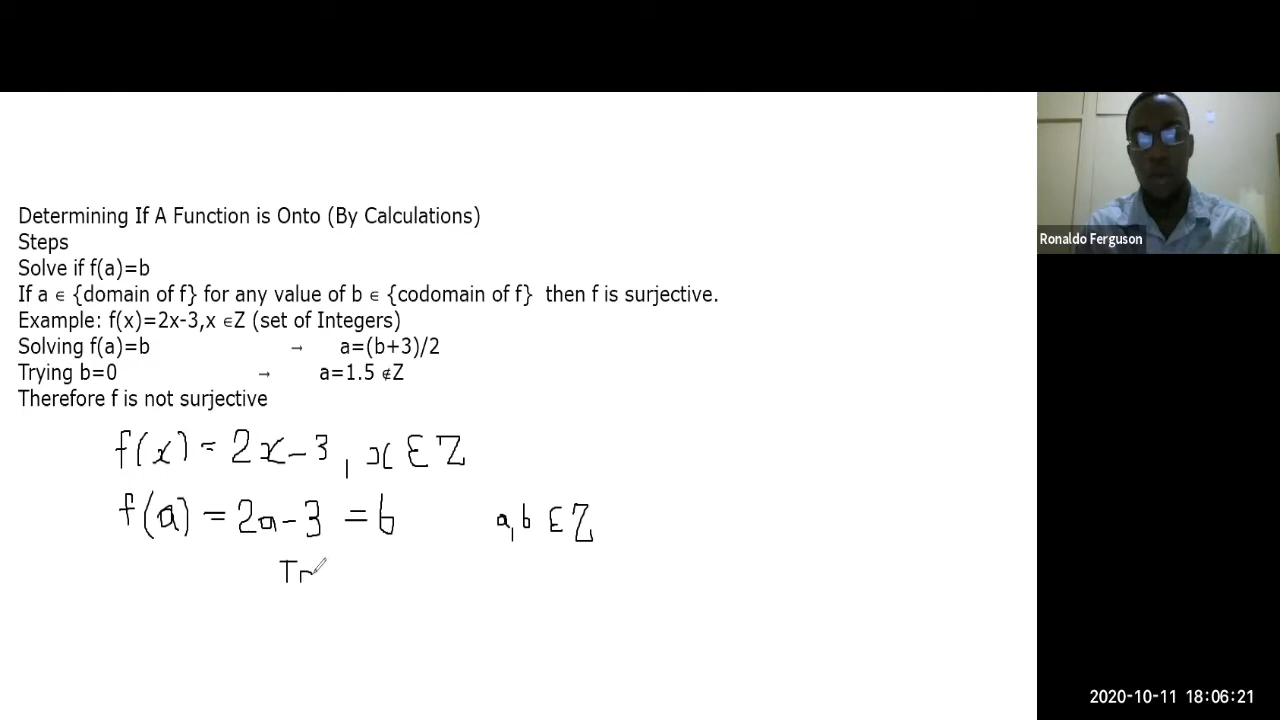 Determining If A Function is Onto (By Calculations)
Steps
Solve if f(a)=b
If a ∈ {domain of f} for any value of b ∈ {codomain of f} then f is surjective.
Example: f(x)=2x-3,x ∈Z (set of Integers)
Solving f(a)=b → a=(b+3)/2
Trying b=0 → a=1.5 ∉Z
Therefore f is not surjective
f(x) = 2x-3, x ∈ Z
f(a) = 2a-3 = b a,b ∈ Z
Tr
Ronaldo Ferguson
2020-10-11 18:06:21